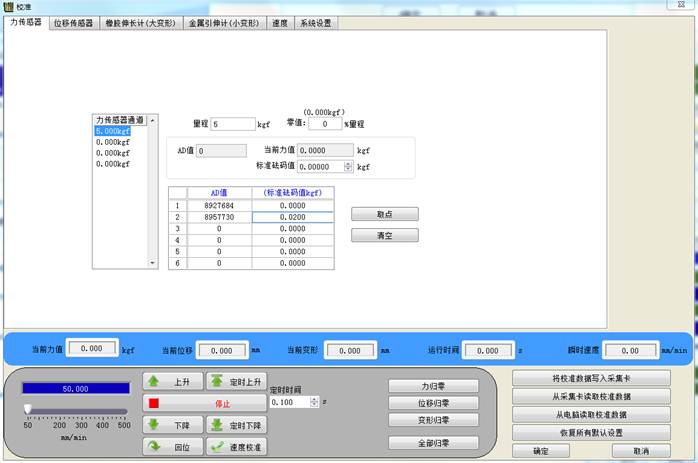 校准
力传感器 位移传感器 橡胶伸长计(大变形) 金属引伸计(小变形) 速度 系统设置
力传感器通道
5.000kgf
0.000kgf
0.000kgf
0.000kgf
(0.000kgf)
量程 5 kgf 零值: 0 %量程
AD值 0 当前力值 0.0000 kgf
标准砝码值 0.00000 kgf
AD值 (标准砝码值kgf)
1 8927684 0.0000
2 8957730 0.0200
3 0 0.0000
4 0 0.0000
5 0 0.0000
6 0 0.0000
取点
清空
当前力值 0.000 kgf 当前位移 0.000 mm 当前变形 0.000 mm 运行时间 0.000 s 瞬时速度 0.00 mm/min
50.000
50 100 200 300 400 500
mm/min
上升 定时上升
停止
下降 定时下降
回位 速度校准
定时时间
0.100 s
力归零
位移归零
变形归零
全部归零
将校准数据写入采集卡
从采集卡读取校准数据
从电脑读取校准数据
恢复所有默认设置
确定 取消